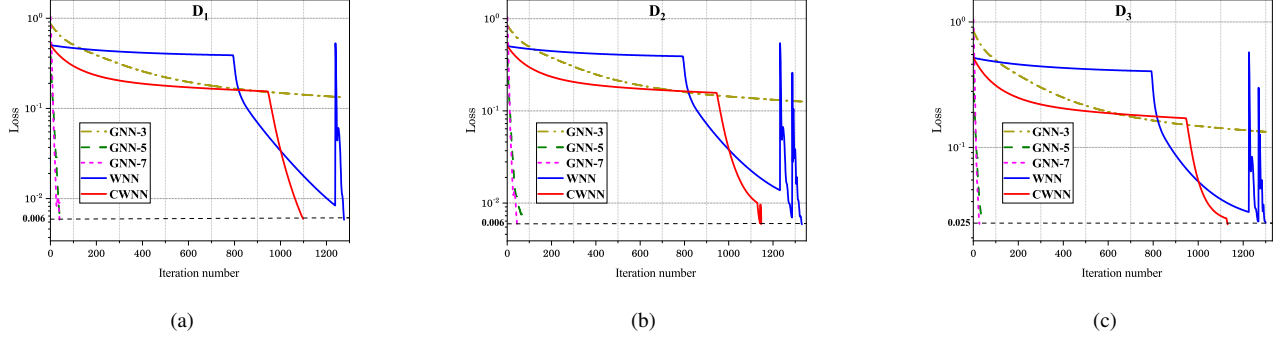 D1
Loss
10^0
10^-1
10^-2
0.006
GNN-3
GNN-5
GNN-7
WNN
CWNN
0 200 400 600 800 1000 1200
Iteration number
(a)
D2
Loss
10^0
10^-1
10^-2
0.006
GNN-3
GNN-5
GNN-7
WNN
CWNN
0 200 400 600 800 1000 1200
Iteration number
(b)
D3
Loss
10^0
10^-1
0.025
GNN-3
GNN-5
GNN-7
WNN
CWNN
0 200 400 600 800 1000 1200
Iteration number
(c)